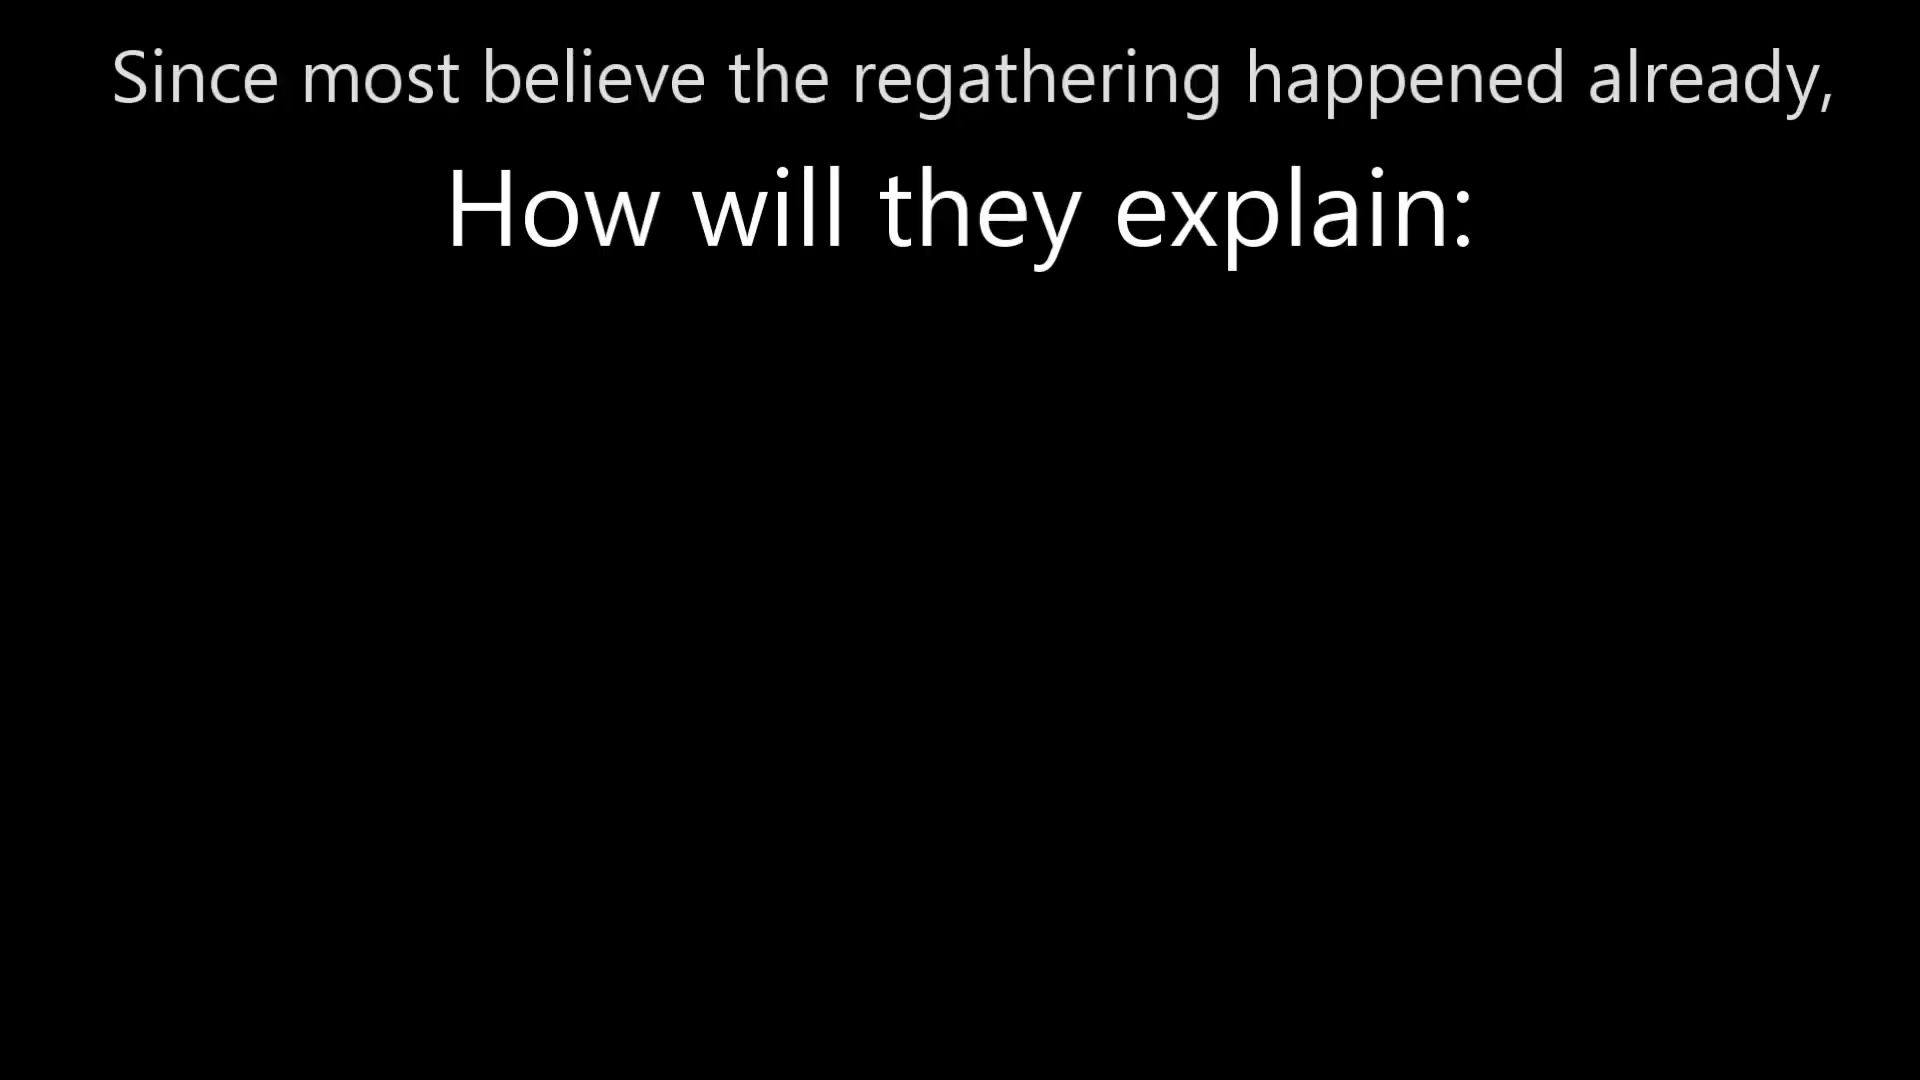 Since most believe the regathering happened already,
How will they explain: